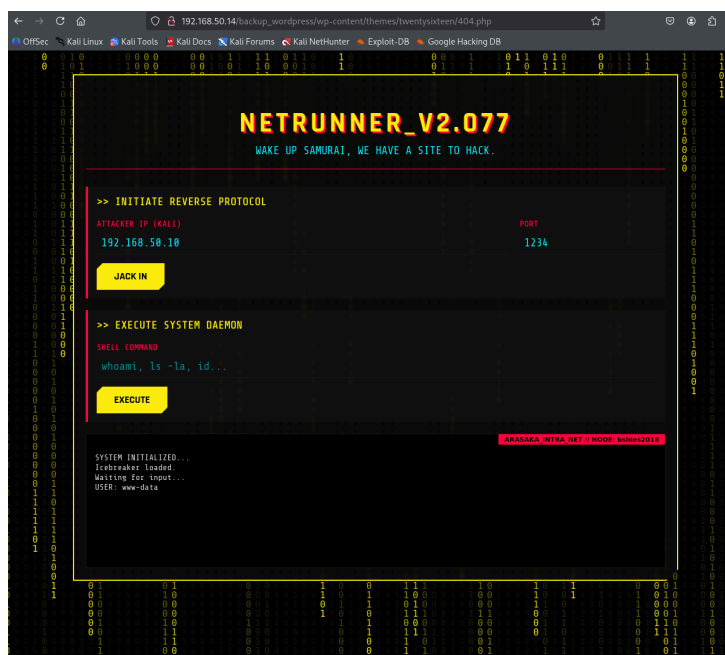 192.168.50.14/backup_wordpress/wp-content/themes/twentysixteen/404.php
OffSec Kali Linux Kali Tools Kali Docs Kali Forums Kali NetHunter Exploit-DB Google Hacking DB
NETRUNNER_V2.077
WAKE UP SAMURAI, WE HAVE A SITE TO HACK.
>> INITIATE REVERSE PROTOCOL
ATTACKER IP (KALI) PORT
192.168.50.10 1234
JACK IN
>> EXECUTE SYSTEM DAEMON
SHELL COMMAND
whoami, ls -la, id...
EXECUTE
ARASAKA_INTRA_NET // NODE: bsides2018
SYSTEM INITIALIZED...
Icebreaker loaded.
Waiting for input...
USER: www-data